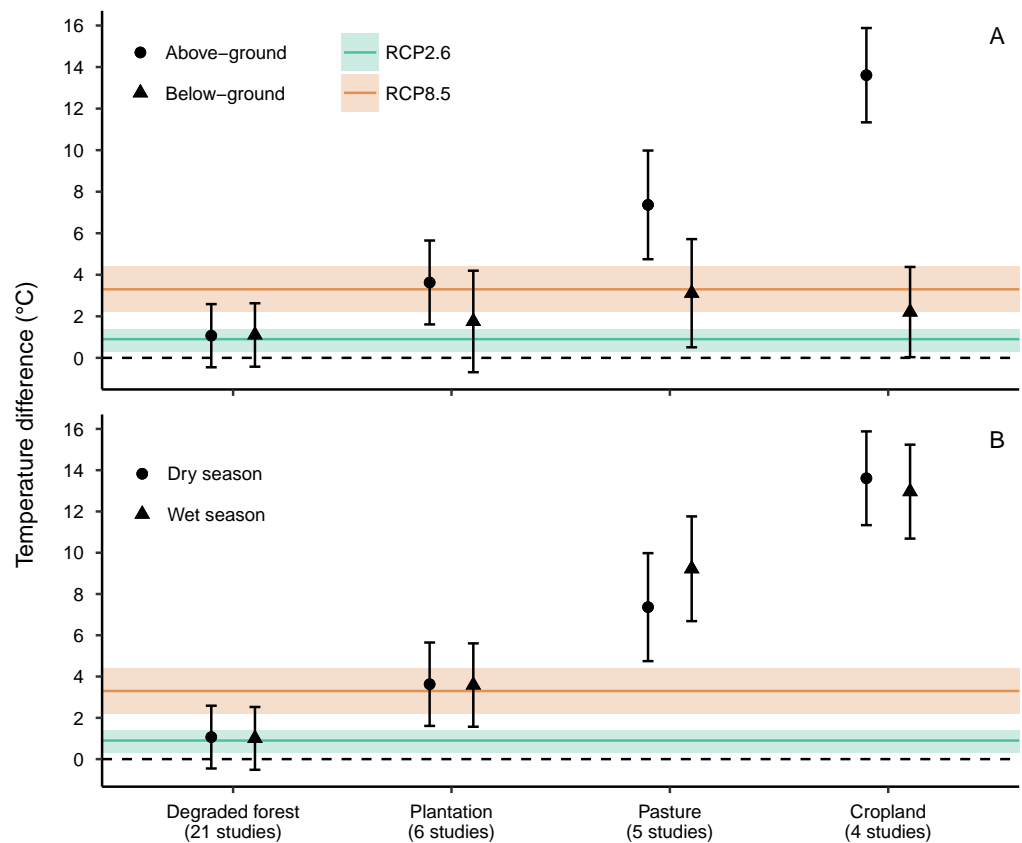 A
Above−ground
RCP2.6
Below−ground
RCP8.5
16
14
12
10
8
6
4
2
0
Temperature difference (°C)
B
Dry season
Wet season
16
14
12
10
8
6
4
2
0
Degraded forest
(21 studies)
Plantation
(6 studies)
Pasture
(5 studies)
Cropland
(4 studies)